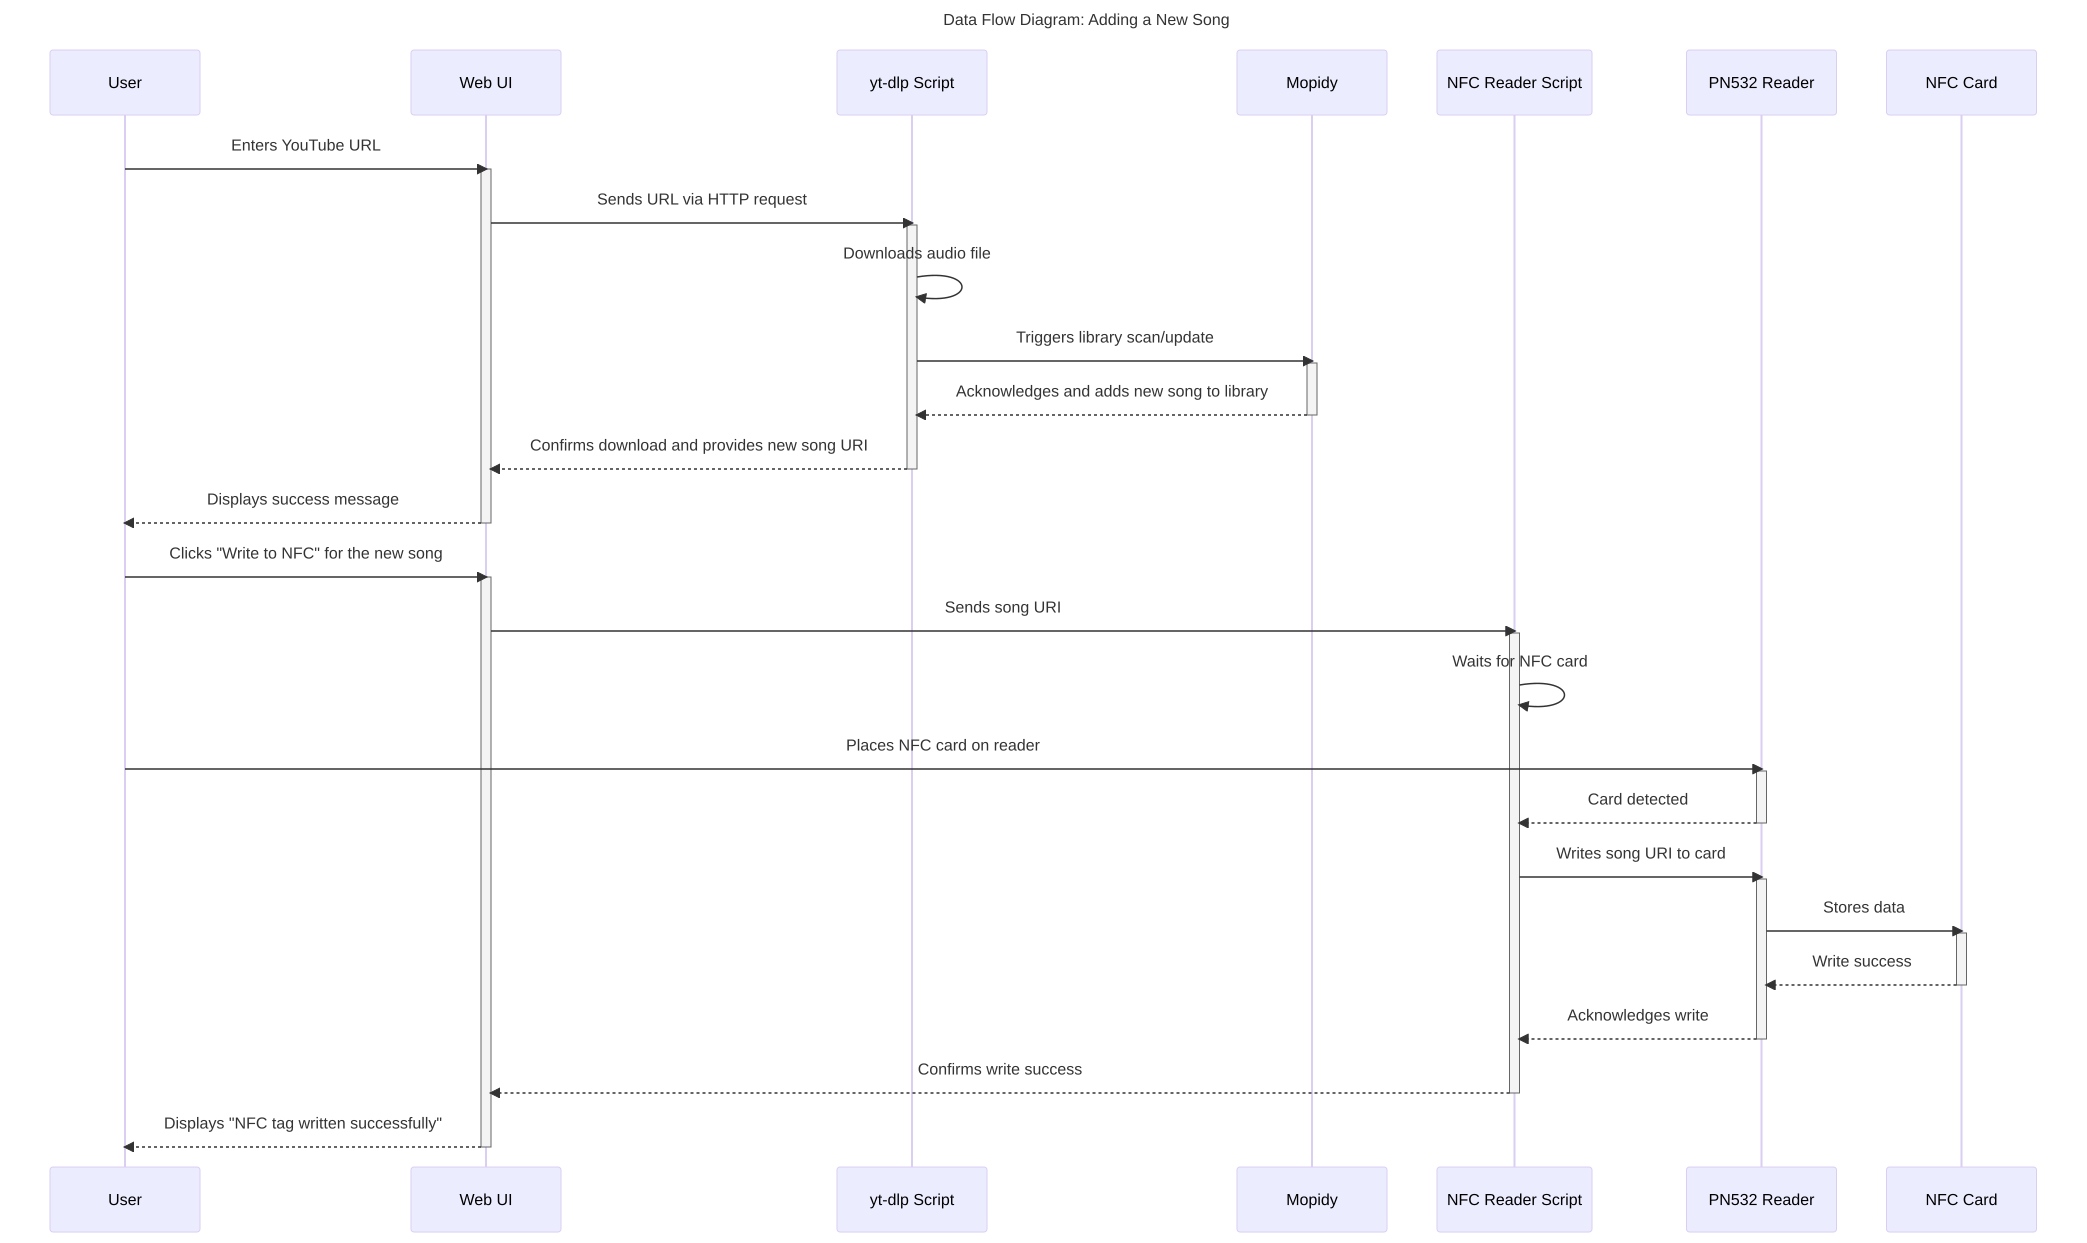 Data Flow Diagram: Adding a New Song
User
Web UI
yt-dlp Script
Mopidy
NFC Reader Script
PN532 Reader
NFC Card
Enters YouTube URL
Sends URL via HTTP request
Downloads audio file
Triggers library scan/update
Acknowledges and adds new song to library
Confirms download and provides new song URI
Displays success message
Clicks "Write to NFC" for the new song
Sends song URI
Waits for NFC card
Places NFC card on reader
Card detected
Writes song URI to card
Stores data
Write success
Acknowledges write
Confirms write success
Displays "NFC tag written successfully"
User
Web UI
yt-dlp Script
Mopidy
NFC Reader Script
PN532 Reader
NFC Card